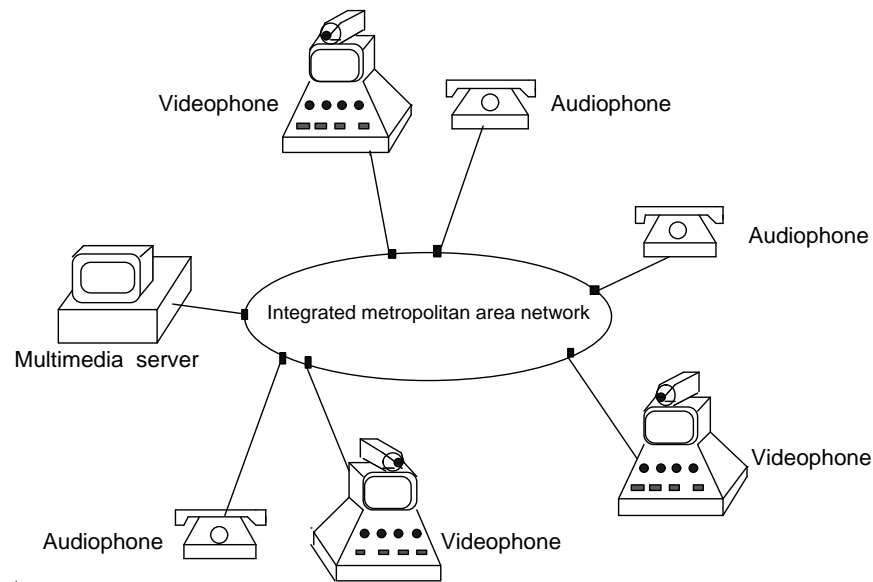 Videophone
Audiophone
Audiophone
Integrated metropolitan area network
Multimedia server
Videophone
Audiophone
Videophone